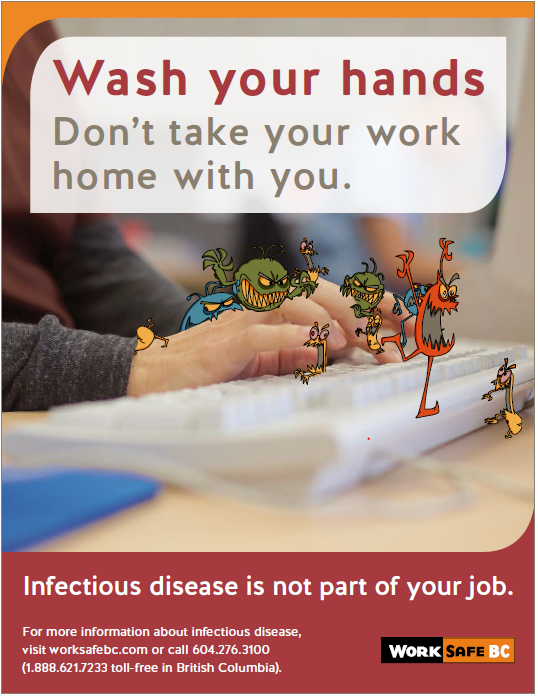 Wash your hands
Don't take your work
home with you.
Infectious disease is not part of your job.
For more information about infectious disease,
visit worksafebc.com or call 604.276.3100
(1.888.621.7233 toll-free in British Columbia).
WORK SAFE BC